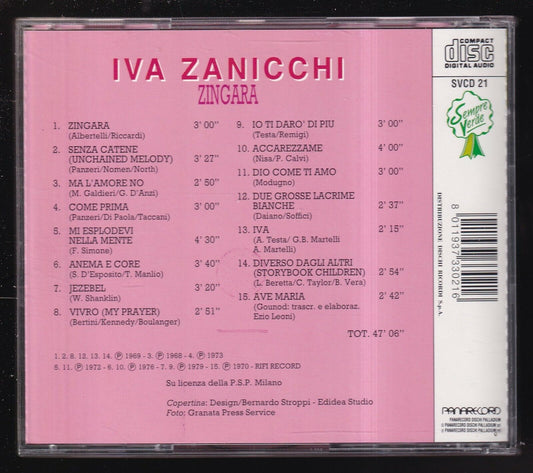 IVA ZANICCHI
ZINGARA
1. ZINGARA 3' 00"
(Albertelli/Riccardi)
2. SENZA CATENE
(UNCHAINED MELODY) 3' 27"
(Panzeri/Nomen/North)
3. MA L'AMORE NO 2' 50"
(M. Galdieri/G. D'Anzi)
4. COME PRIMA 3' 00"
(Panzeri/Di Paola/Taccani)
5. MI ESPLODEVI
NELLA MENTE 4' 30"
(F. Simone)
6. ANEMA E CORE 3' 40"
(S. D'Esposito/T. Manlio)
7. JEZEBEL 3' 20"
(W. Shanklin)
8. VIVRO (MY PRAYER) 2' 51"
(Bertini/Kennedy/Boulanger)
9. IO TI DARO' DI PIU 3' 00"
(Testa/Remigi)
10. ACCAREZZAME 4' 00"
(Nisa/P. Calvi)
11. DIO COME TI AMO 3' 00"
(Modugno)
12. DUE GROSSE LACRIME
BIANCHE 2' 37"
(Daiano/Soffici)
13. IVA 2' 15"
(A. Testa/ G.B. Martelli
A. Martelli)
14. DIVERSO DAGLI ALTRI
(STORYBOOK CHILDREN) 2' 54"
(L. Beretta/C. Taylor/B. Vera)
15. AVE MARIA 2' 42"
(Gounod: trascr. e elaboraz.
Ezio Leoni)
TOT. 47' 06"
1. 2. 8. 12. 13. 14. Ⓟ 1969 - 3. Ⓟ 1968 - 4. Ⓟ 1973
5. 11. Ⓟ 1972 - 6. 10. Ⓟ 1976 - 7. 9. Ⓟ 1979 - 15. Ⓟ 1970 - RIFI RECORD
Su licenza della P.S.P. Milano
Copertina: Design/Bernardo Stroppi - Edidea Studio
Foto: Granata Press Service
COMPACT
disc
DIGITAL AUDIO
SVCD 21
Sempre
Verde
8 011937 330216
DISTRIBUZIONE DISCHI RICORDI S.p.A.
PANARECORD
PANARECORD DISCHI PALLADIUM